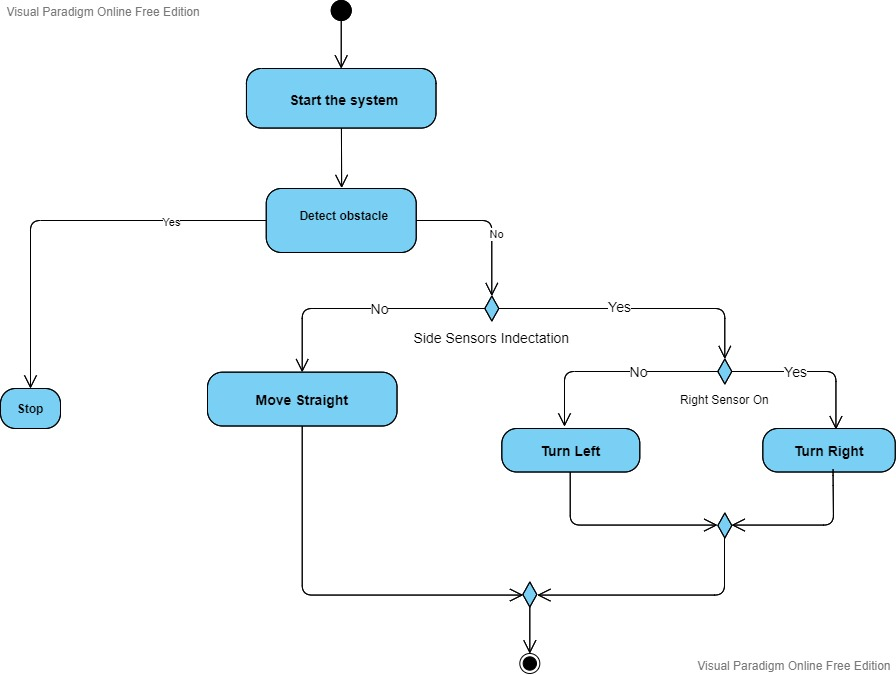 Visual Paradigm Online Free Edition
Start the system
Detect obstacle
Yes
No
No
Yes
Side Sensors Indectation
No
Yes
Right Sensor On
Move Straight
Stop
Turn Left
Turn Right
Visual Paradigm Online Free Edition